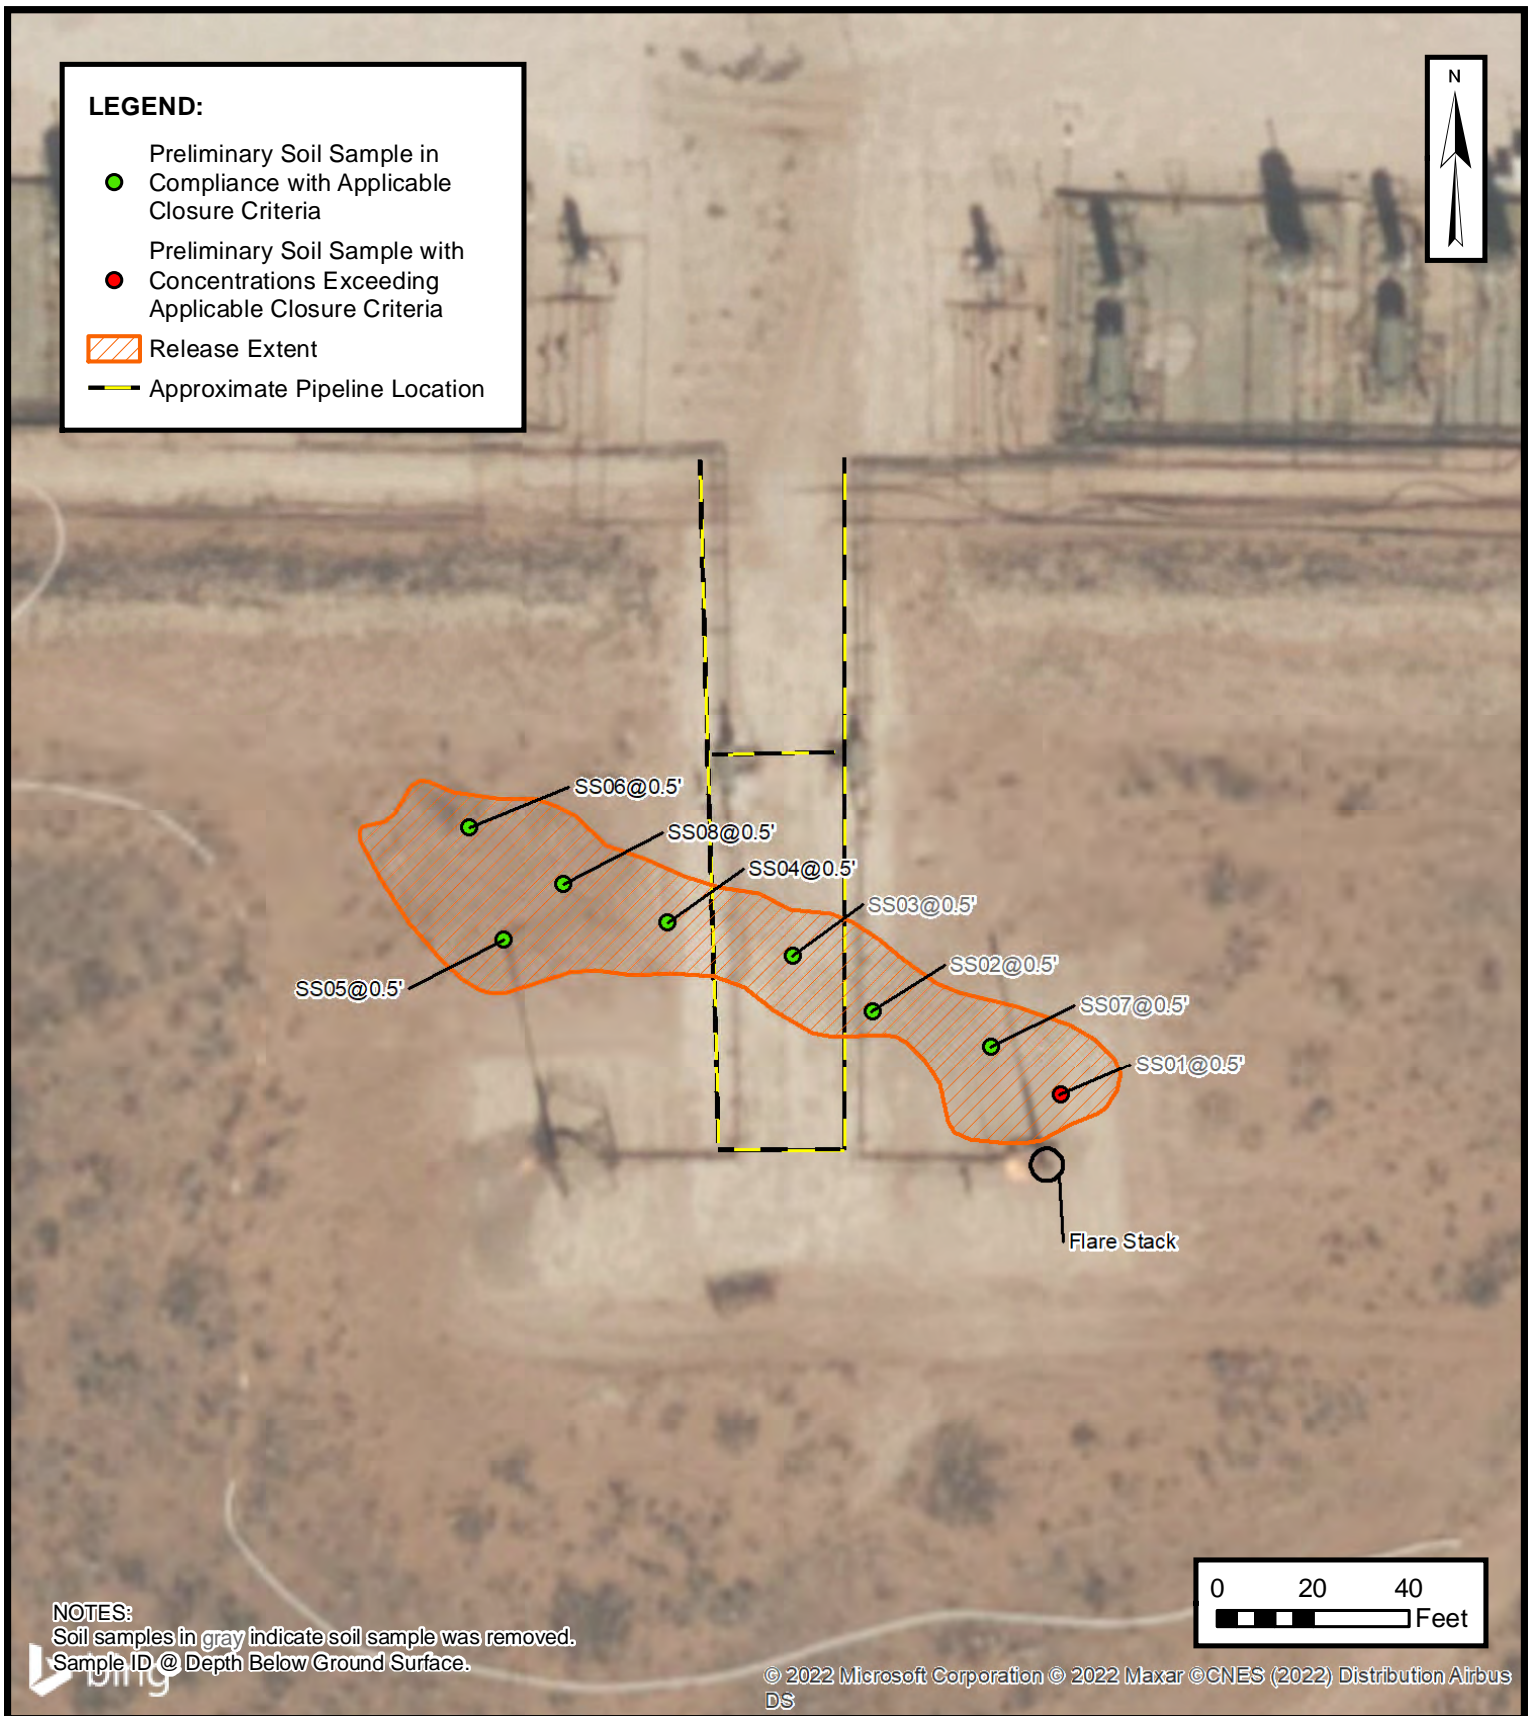 LEGEND:
Preliminary Soil Sample in
Compliance with Applicable
Closure Criteria
Preliminary Soil Sample with
Concentrations Exceeding
Applicable Closure Criteria
Release Extent
Approximate Pipeline Location
N
SS06@0.5'
SS08@0.5'
SS04@0.5'
SS03@0.5'
SS02@0.5'
SS05@0.5'
SS07@0.5'
SS01@0.5'
Flare Stack
0 20 40
Feet
NOTES:
Soil samples in gray indicate soil sample was removed.
Sample ID @ Depth Below Ground Surface.
bing
© 2022 Microsoft Corporation © 2022 Maxar ©CNES (2022) Distribution Airbus
DS